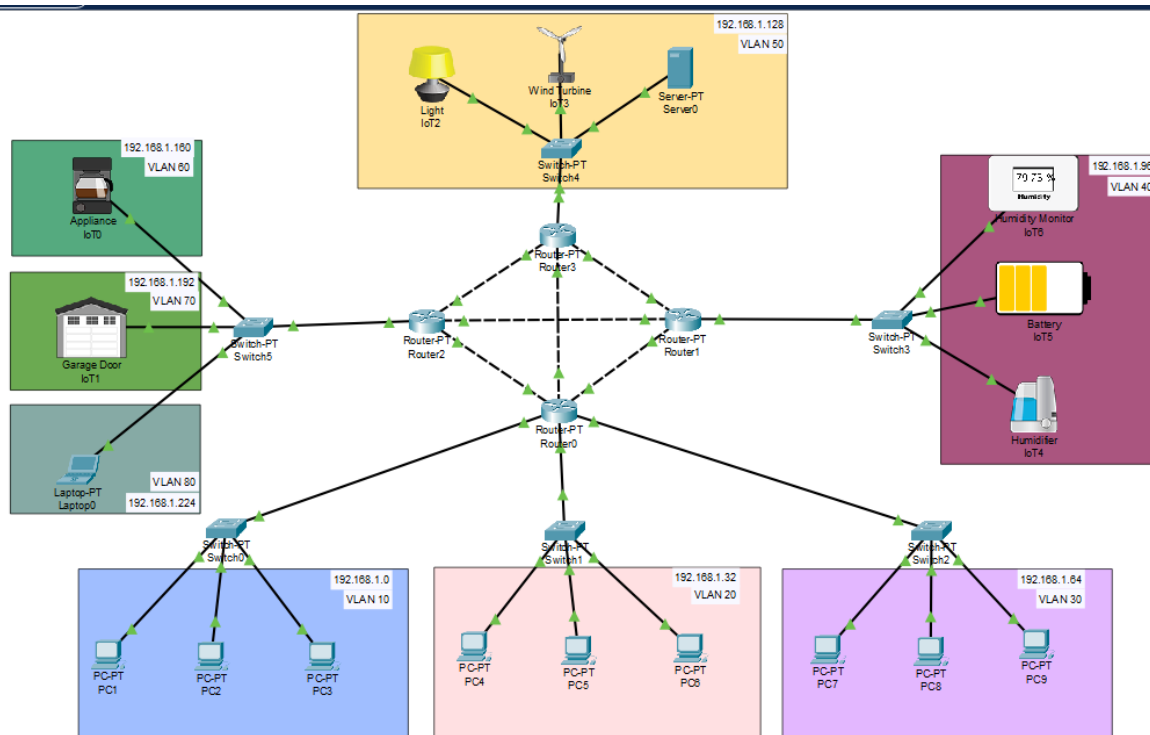 192.168.1.128
VLAN 50
Light
IoT2
Wind Turbine
IoT3
Server-PT
Server0
Switch-PT
Switch4
192.168.1.160
VLAN 60
Appliance
IoT0
192.168.1.96
VLAN 40
Humidity
Humidity Monitor
IoT6
Router-PT
Router3
192.168.1.192
VLAN 70
Garage Door
IoT1
Switch-PT
Switch5
Router-PT
Router2
Router-PT
Router1
Switch-PT
Switch3
Battery
IoT5
Humidifier
IoT4
Router-PT
Router0
Laptop-PT
Laptop0
VLAN 80
192.168.1.224
Switch-PT
Switch0
Switch-PT
Switch1
Switch-PT
Switch2
192.168.1.0
VLAN 10
PC-PT
PC1
PC-PT
PC2
PC-PT
PC3
192.168.1.32
VLAN 20
PC-PT
PC4
PC-PT
PC5
PC-PT
PC6
192.168.1.64
VLAN 30
PC-PT
PC7
PC-PT
PC8
PC-PT
PC9